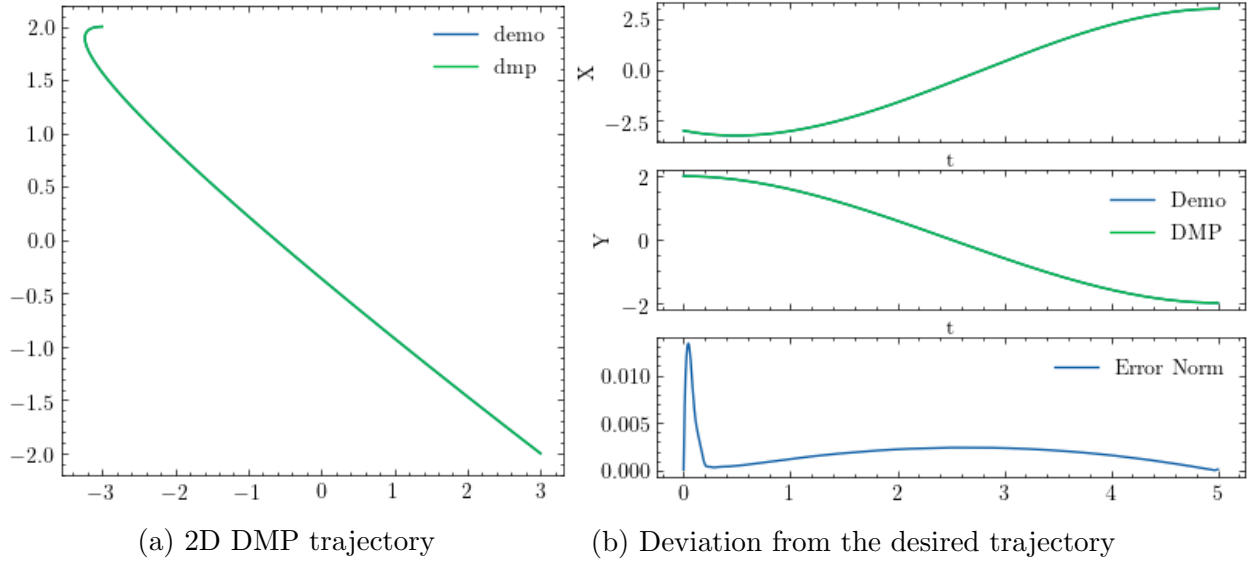 2.0
1.5
1.0
0.5
0.0
−0.5
−1.0
−1.5
−2.0
−3
−2
−1
0
1
2
3
demo
dmp
(a) 2D DMP trajectory
X
2.5
0.0
−2.5
t
Y
2
0
−2
Demo
DMP
t
0.010
0.005
0.000
Error Norm
0
1
2
3
4
5
(b) Deviation from the desired trajectory